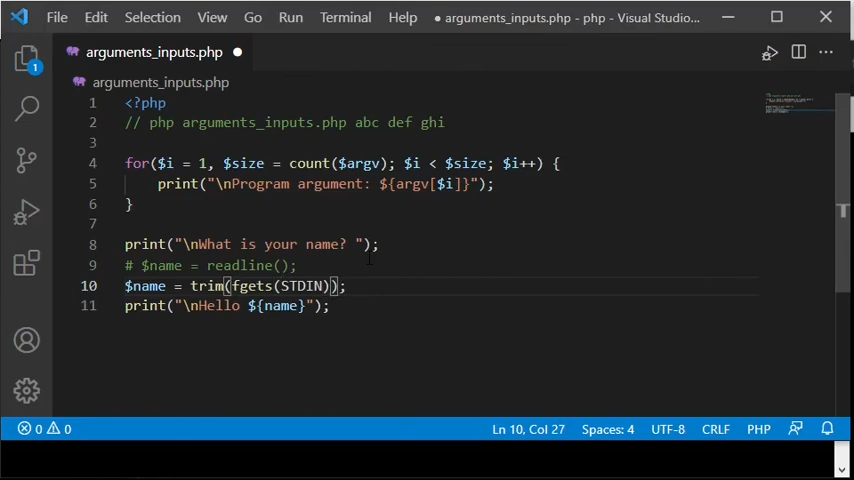 File Edit Selection View Go Run Terminal Help ● arguments_inputs.php - php - Visual Studio...
arguments_inputs.php ●
1
arguments_inputs.php
1 <?php
2 // php arguments_inputs.php abc def ghi
3
4 for($i = 1, $size = count($argv); $i < $size; $i++) {
5     print("\nProgram argument: ${argv[$i]}");
6 }
7
8 print("\nWhat is your name? ");
9 # $name = readline();
10 $name = trim(fgets(STDIN));
11 print("\nHello ${name}");
0 0 Ln 10, Col 27 Spaces: 4 UTF-8 CRLF PHP